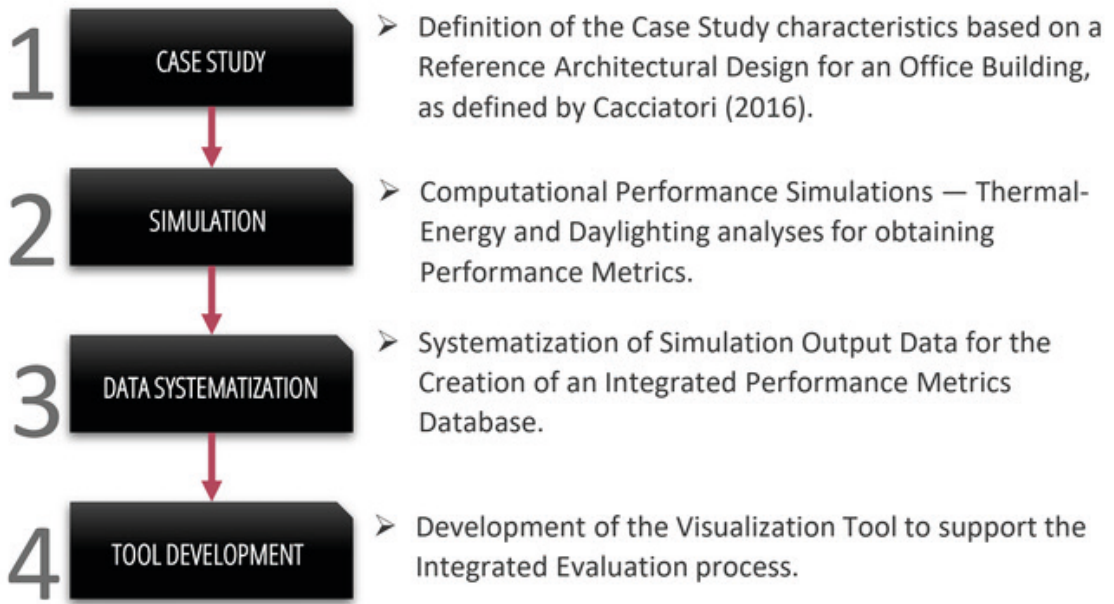 1
CASE STUDY
➢ Definition of the Case Study characteristics based on a
Reference Architectural Design for an Office Building,
as defined by Cacciatori (2016).
2
SIMULATION
➢ Computational Performance Simulations — Thermal-
Energy and Daylighting analyses for obtaining
Performance Metrics.
3
DATA SYSTEMATIZATION
➢ Systematization of Simulation Output Data for the
Creation of an Integrated Performance Metrics
Database.
4
TOOL DEVELOPMENT
➢ Development of the Visualization Tool to support the
Integrated Evaluation process.